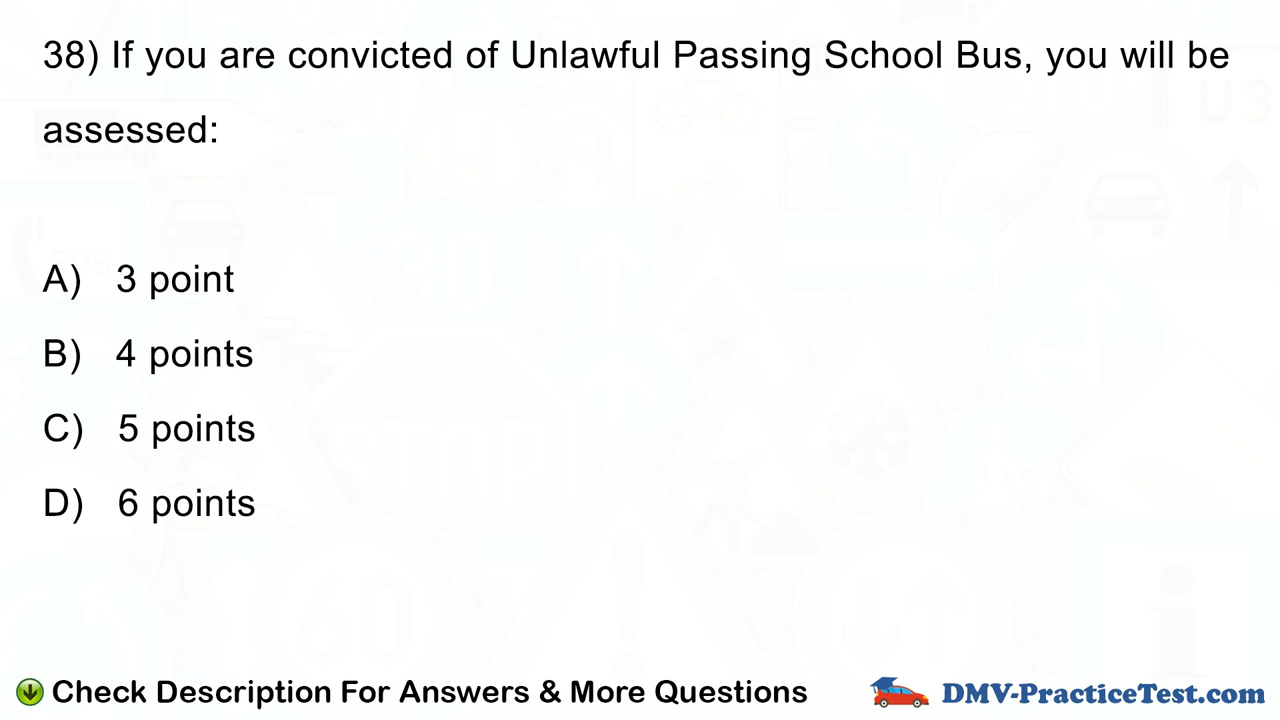 38) If you are convicted of Unlawful Passing School Bus, you will be
assessed:
A) 3 point
B) 4 points
C) 5 points
D) 6 points
Check Description For Answers & More Questions
DMV-PracticeTest.com